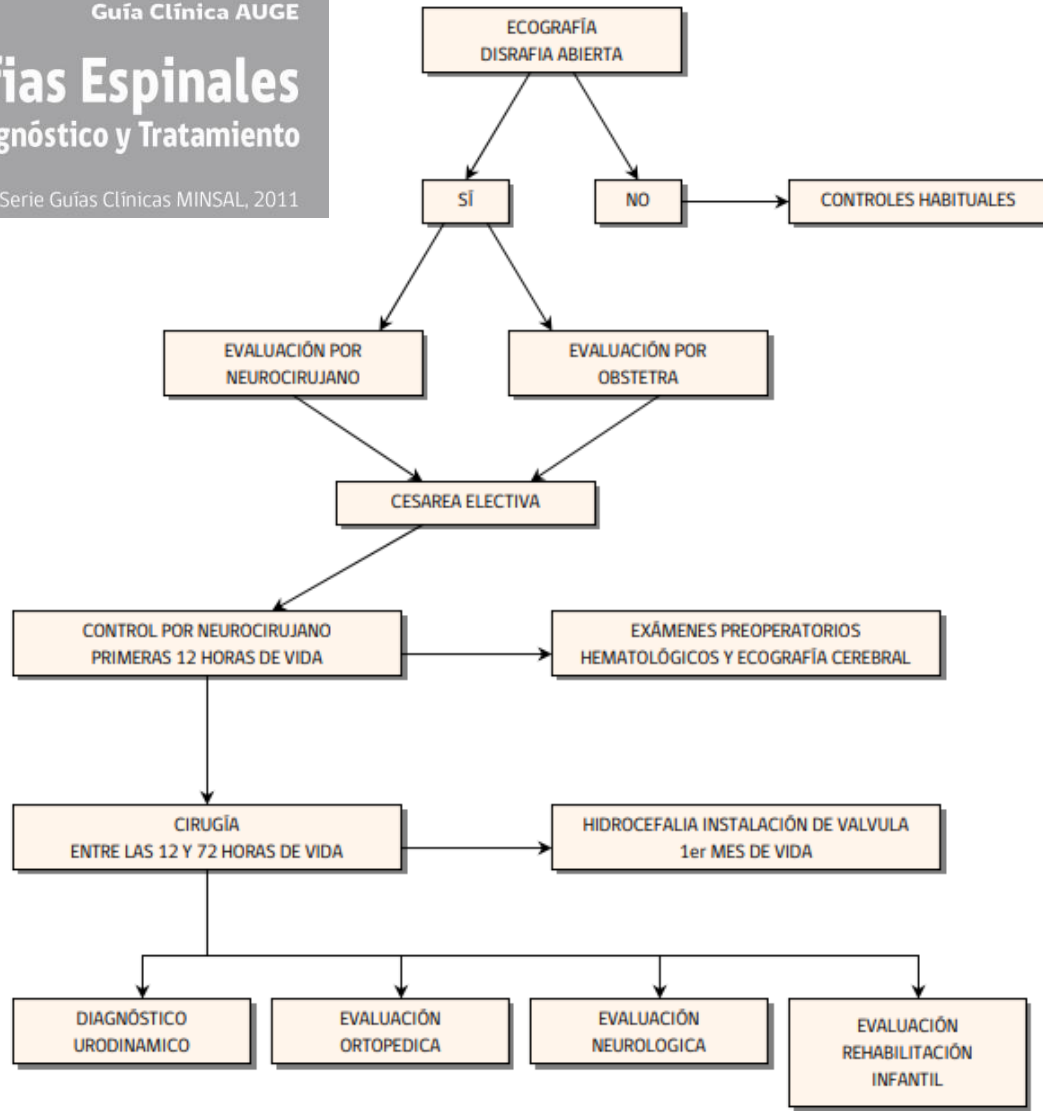 Guía Clínica AUGE
Espinales
y Tratamiento
Serie Guías Clínicas MINSAL, 2011
ECOGRAFÍA
DISRAFIA ABIERTA
SÍ
NO
CONTROLES HABITUALES
EVALUACIÓN POR
NEUROCIRUJANO
EVALUACIÓN POR
OBSTETRA
CESAREA ELECTIVA
CONTROL POR NEUROCIRUJANO
PRIMERAS 12 HORAS DE VIDA
EXÁMENES PREOPERATORIOS
HEMATOLÓGICOS Y ECOGRAFÍA CEREBRAL
CIRUGÍA
ENTRE LAS 12 Y 72 HORAS DE VIDA
HIDROCEFALIA INSTALACIÓN DE VALVULA
1er MES DE VIDA
DIAGNÓSTICO
URODINAMICO
EVALUACIÓN
ORTOPEDICA
EVALUACIÓN
NEUROLOGICA
EVALUACIÓN
REHABILITACIÓN
INFANTIL